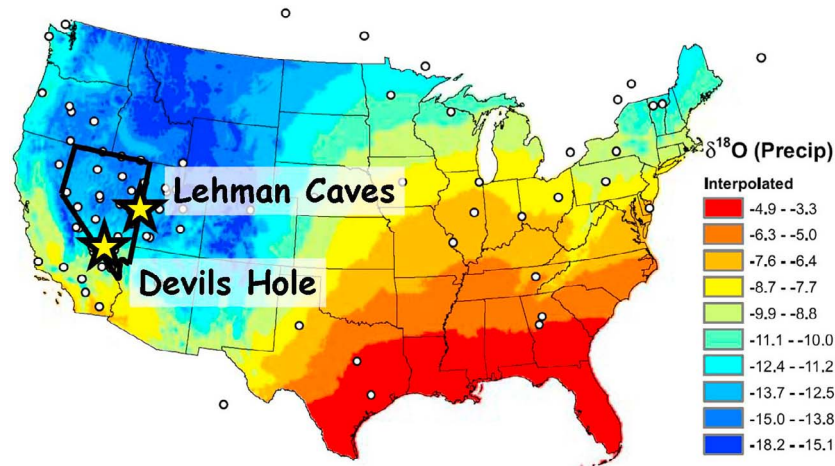 Lehman Caves
Devils Hole
δ18O (Precip)
Interpolated
-4.9 - -3.3
-6.3 - -5.0
-7.6 - -6.4
-8.7 - -7.7
-9.9 - -8.8
-11.1 - -10.0
-12.4 - -11.2
-13.7 - -12.5
-15.0 - -13.8
-18.2 - -15.1